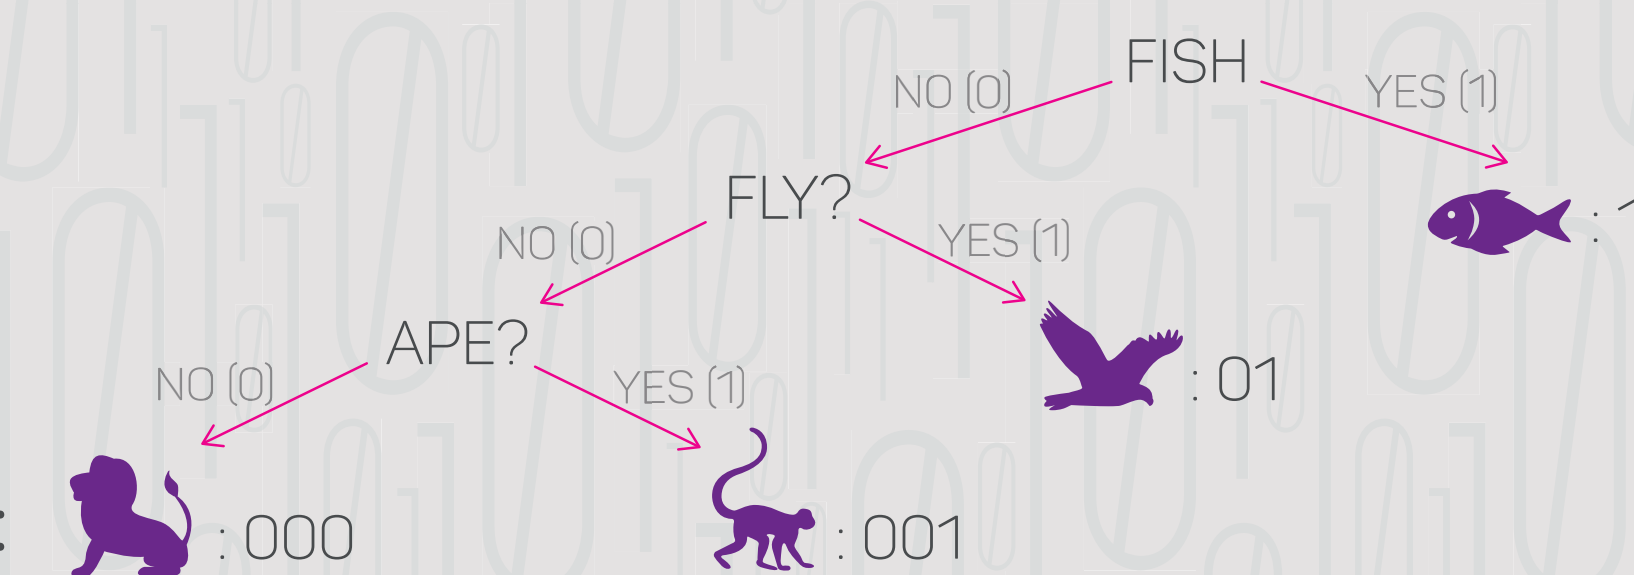 FISH
NO (0)
YES (1)
FLY?
NO (0)
YES (1)
:
APE?
: 01
NO (0)
YES (1)
: 000
: 001